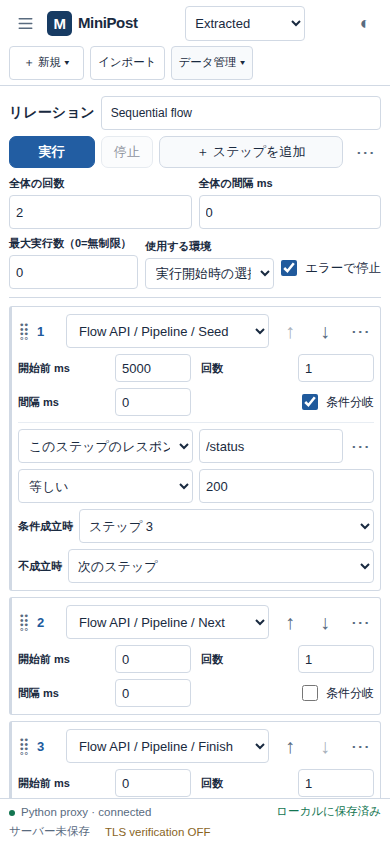 M MiniPost Extracted
＋ 新規 ▾ インポート データ管理 ▾
リレーション Sequential flow
実行 停止 ＋ ステップを追加 ···
全体の回数 全体の間隔 ms
2 0
最大実行数（0=無制限） 使用する環境
0 実行開始時の選 エラーで停止
1 Flow API / Pipeline / Seed ↑ ↓ ···
開始前 ms 5000 回数 1
間隔 ms 0 条件分岐
このステップのレスポン /status ···
等しい 200
条件成立時 ステップ 3
不成立時 次のステップ
2 Flow API / Pipeline / Next ↑ ↓ ···
開始前 ms 0 回数 1
間隔 ms 0 条件分岐
3 Flow API / Pipeline / Finish ↑ ↓ ···
開始前 ms 0 回数 1
Python proxy · connected ローカルに保存済み
サーバー未保存 TLS verification OFF